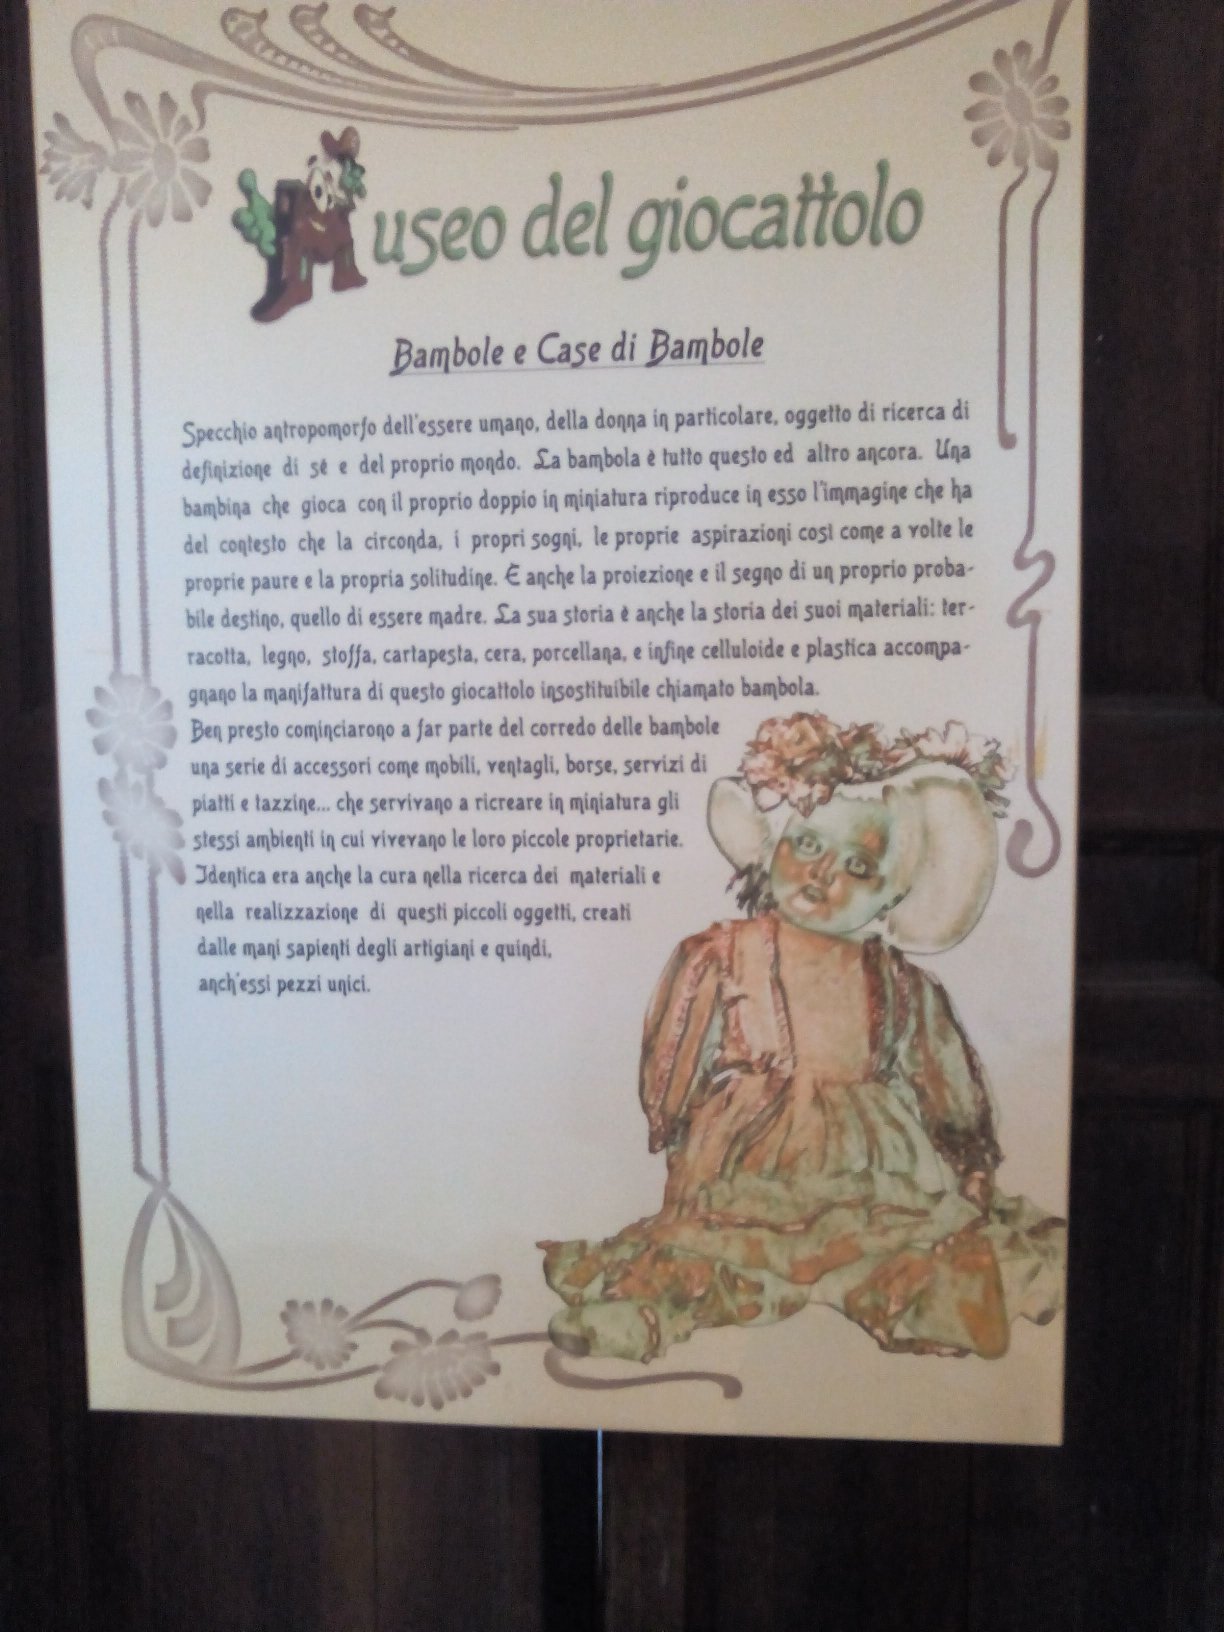 Museo del giocattolo
Bambole e Case di Bambole
Specchio antropomorfo dell'essere umano, della donna in particolare, oggetto di ricerca di
definizione di sé e del proprio mondo. La bambola è tutto questo ed altro ancora. Una
bambina che gioca con il proprio doppio in miniatura riproduce in esso l'immagine che ha
del contesto che la circonda, i propri sogni, le proprie aspirazioni così come a volte le
proprie paure e la propria solitudine. E anche la proiezione e il segno di un proprio proba-
bile destino, quello di essere madre. La sua storia è anche la storia dei suoi materiali: ter-
racotta, legno, stoffa, cartapesta, cera, porcellana, e infine celluloide e plastica accompa-
gnano la manifattura di questo giocattolo insostituibile chiamato bambola.
Ben presto cominciarono a far parte del corredo delle bambole
una serie di accessori come mobili, ventagli, borse, servizi di
piatti e tazzine... che servivano a ricreare in miniatura gli
stessi ambienti in cui vivevano le loro piccole proprietarie.
Identica era anche la cura nella ricerca dei materiali e
nella realizzazione di questi piccoli oggetti, creati
dalle mani sapienti degli artigiani e quindi,
anch'essi pezzi unici.